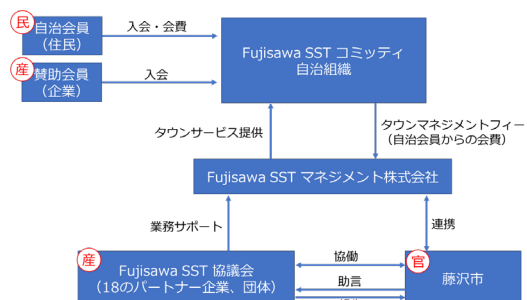 民
自治会員
（住民）
入会・会費
産
賛助会員
（企業）
入会
Fujisawa SST コミッティ
自治組織
タウンサービス提供
タウンマネジメントフィー
（自治会員からの会費）
Fujisawa SST マネジメント株式会社
業務サポート
連携
産
Fujisawa SST 協議会
（18のパートナー企業、団体）
協働
助言
官
藤沢市